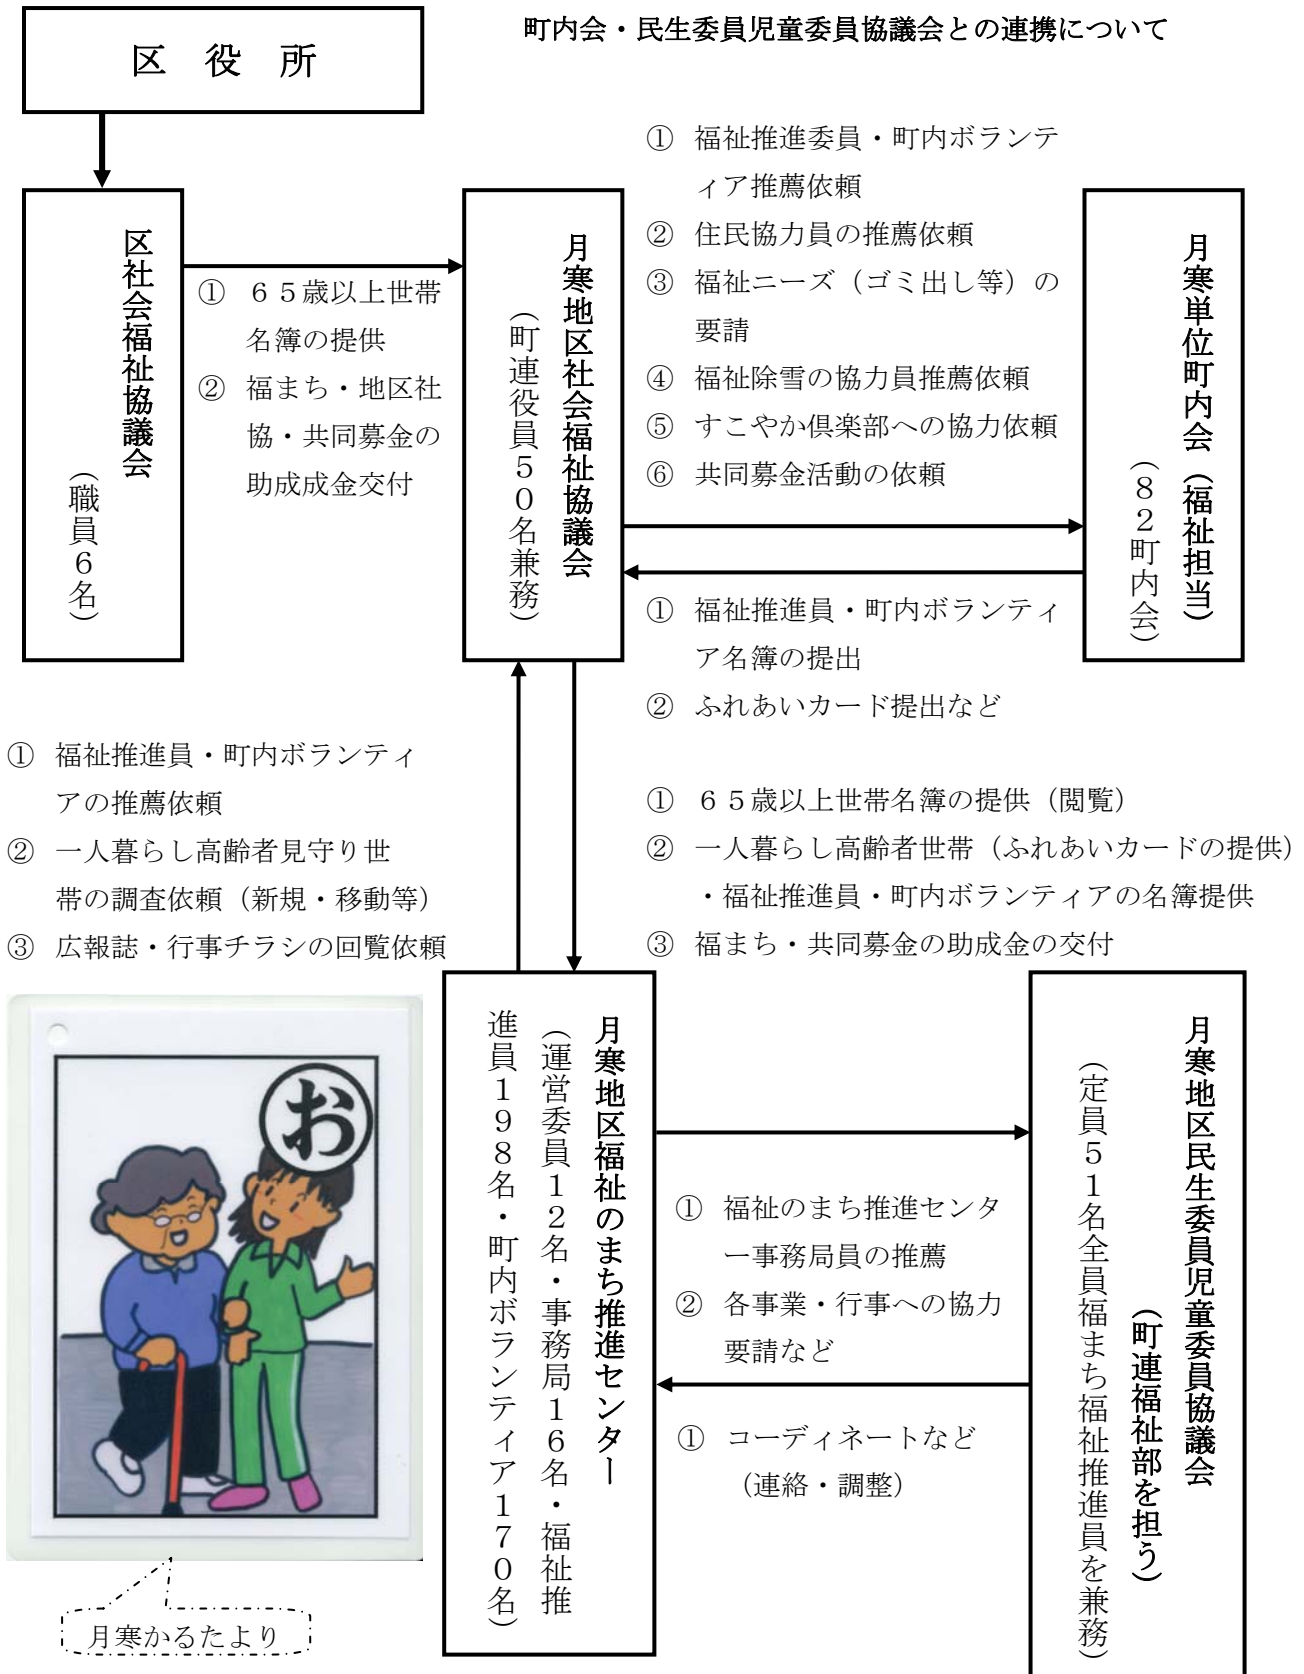 町内会・民生委員児童委員協議会との連携について
区　役　所
区社会福祉協議会
（職員６名）
① ６５歳以上世帯
名簿の提供
② 福まち・地区社
協・共同募金の
助成成金交付
月寒地区社会福祉協議会
（町連役員５０名兼務）
① 福祉推進委員・町内ボランテ
ィア推薦依頼
② 住民協力員の推薦依頼
③ 福祉ニーズ（ゴミ出し等）の
要請
④ 福祉除雪の協力員推薦依頼
⑤ すこやか倶楽部への協力依頼
⑥ 共同募金活動の依頼
月寒単位町内会（福祉担当）
（８２町内会）
① 福祉推進員・町内ボランティ
ア名簿の提出
② ふれあいカード提出など
① 福祉推進員・町内ボランティ
アの推薦依頼
② 一人暮らし高齢者見守り世
帯の調査依頼（新規・移動等）
③ 広報誌・行事チラシの回覧依頼
① ６５歳以上世帯名簿の提供（閲覧）
② 一人暮らし高齢者世帯（ふれあいカードの提供）
・福祉推進員・町内ボランティアの名簿提供
③ 福まち・共同募金の助成金の交付
お
月寒かるたより
月寒地区福祉のまち推進センター
（運営委員１２名・事務局１６名・福祉推
進員１９８名・町内ボランティア１７０名）
① 福祉のまち推進センタ
ー事務局員の推薦
② 各事業・行事への協力
要請など
① コーディネートなど
（連絡・調整）
月寒地区民生委員児童委員協議会
（町連福祉部を担う）
（定員５１名全員福まち福祉推進員を兼務）